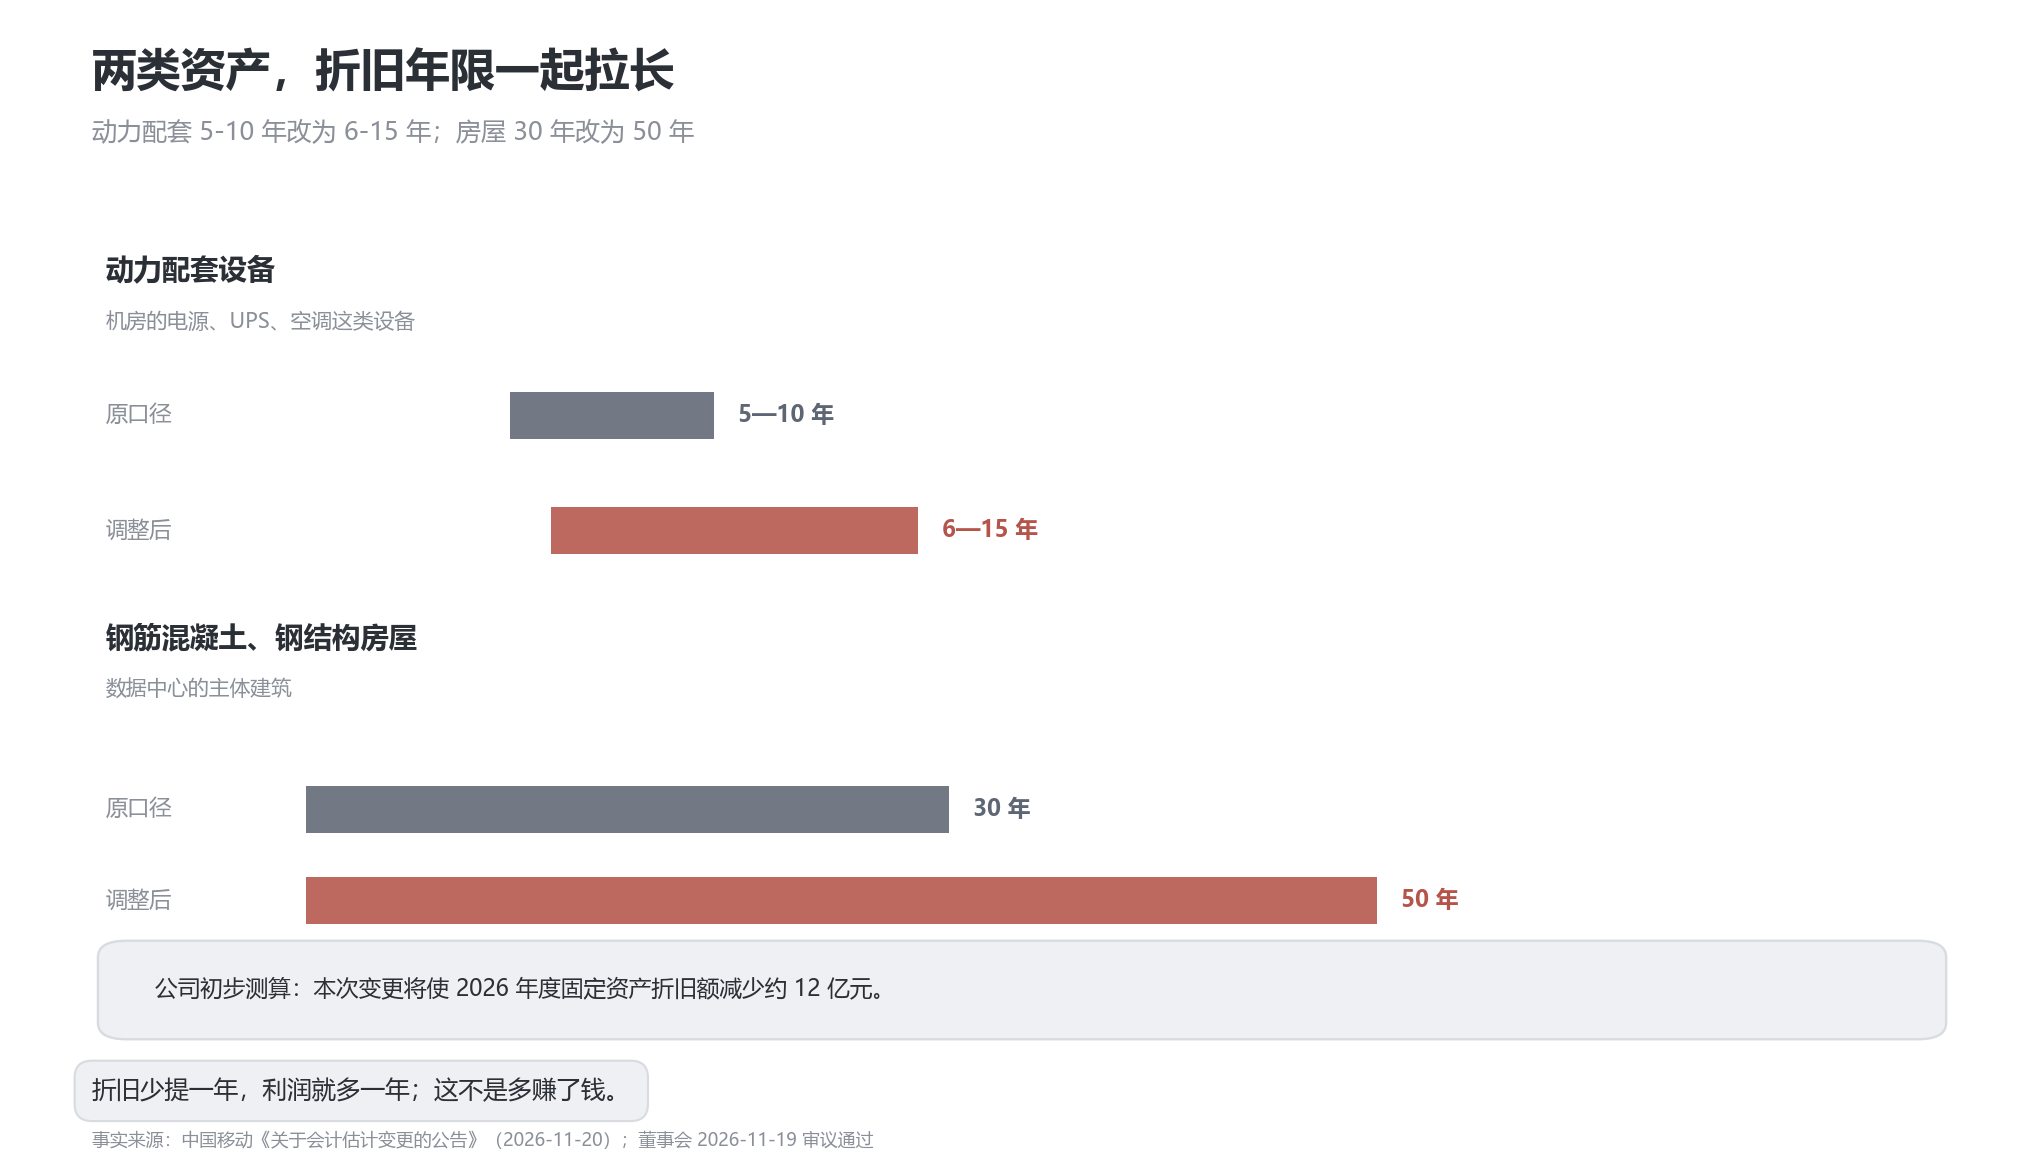 两类资产，折旧年限一起拉长
动力配套 5-10 年改为 6-15 年；房屋 30 年改为 50 年
动力配套设备
机房的电源、UPS、空调这类设备
原口径
5—10 年
调整后
6—15 年
钢筋混凝土、钢结构房屋
数据中心的主体建筑
原口径
30 年
调整后
50 年
公司初步测算：本次变更将使 2026 年度固定资产折旧额减少约 12 亿元。
折旧少提一年，利润就多一年；这不是多赚了钱。
事实来源：中国移动《关于会计估计变更的公告》（2026-11-20）；董事会 2026-11-19 审议通过